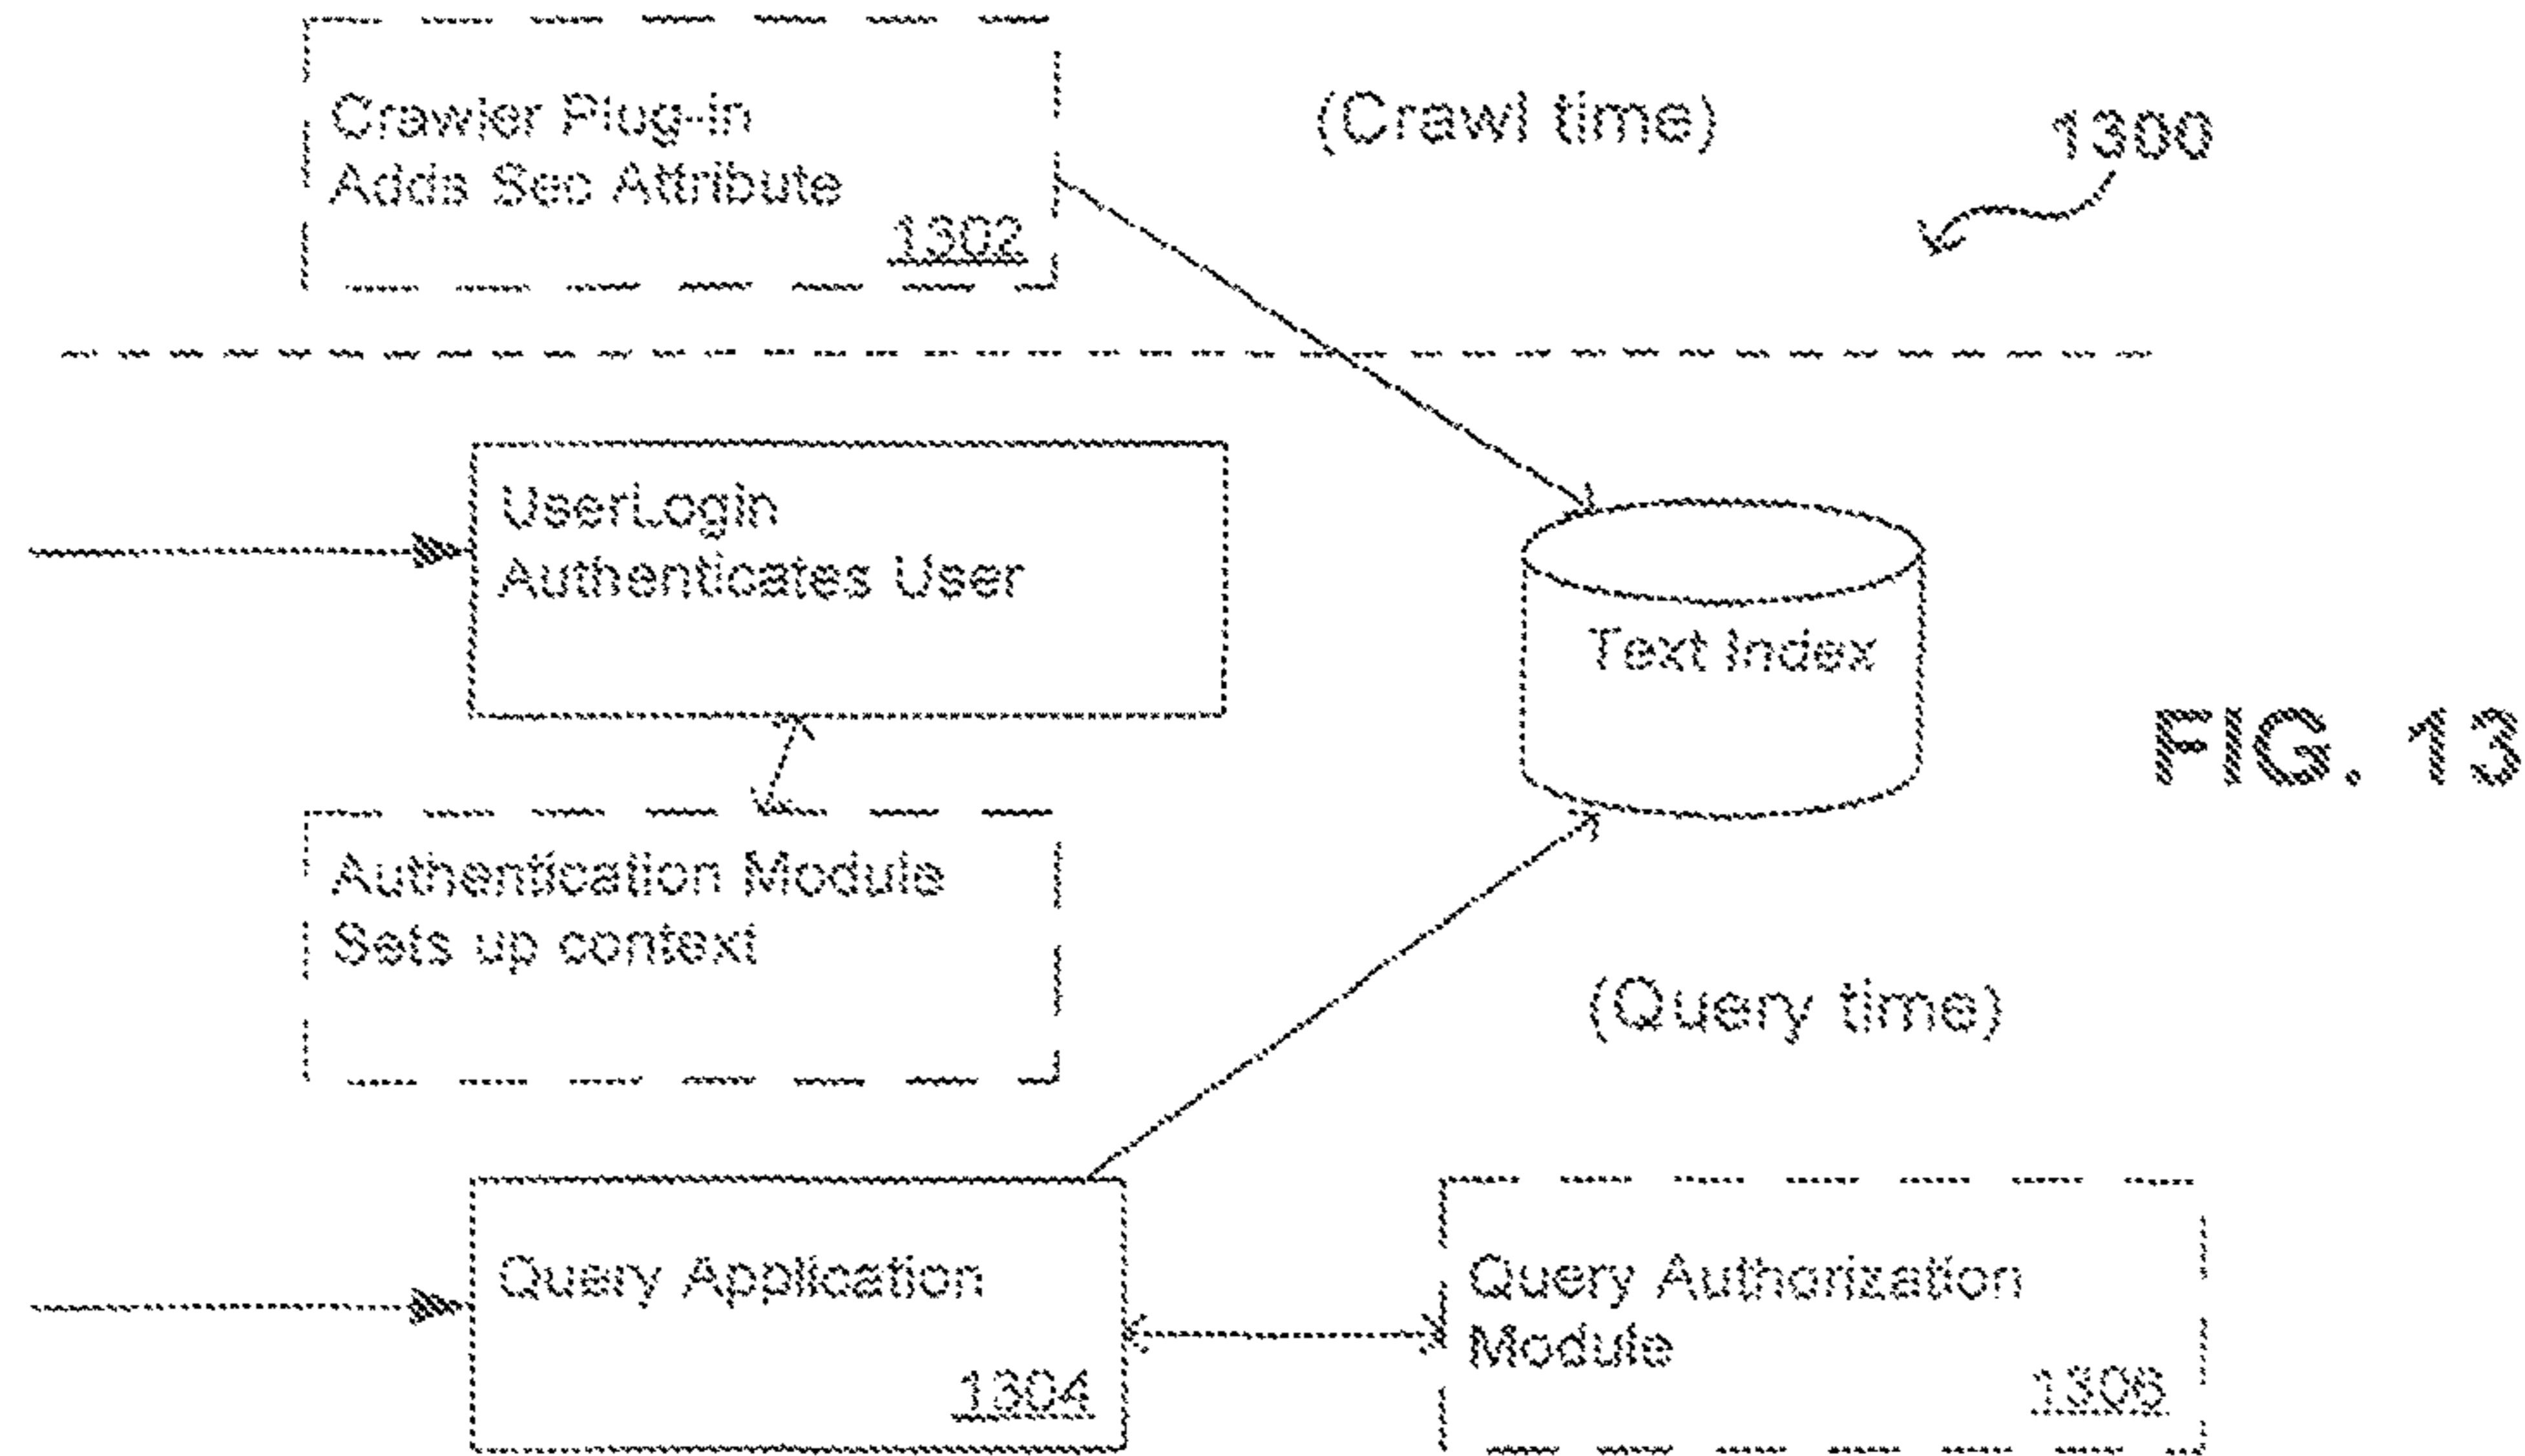 Crawler Plug-in
Adds Sec Attribute
1302
(Crawl time)
1300
UserLogin
Authenticates User
Text Index
FIG. 13
Authentication Module
Sets up context
(Query time)
Query Application
1304
Query Authorization
Module
1306